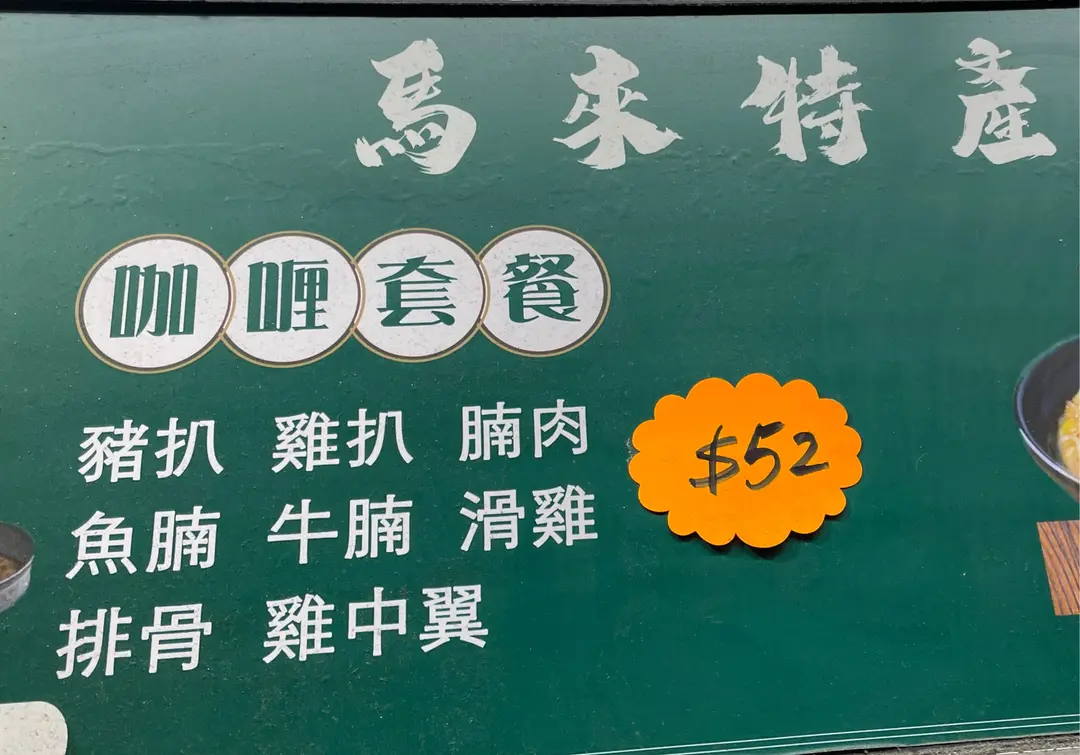 馬來特產
咖喱套餐
豬扒 雞扒 腩肉
魚腩 牛腩 滑雞
排骨 雞中翼
$52